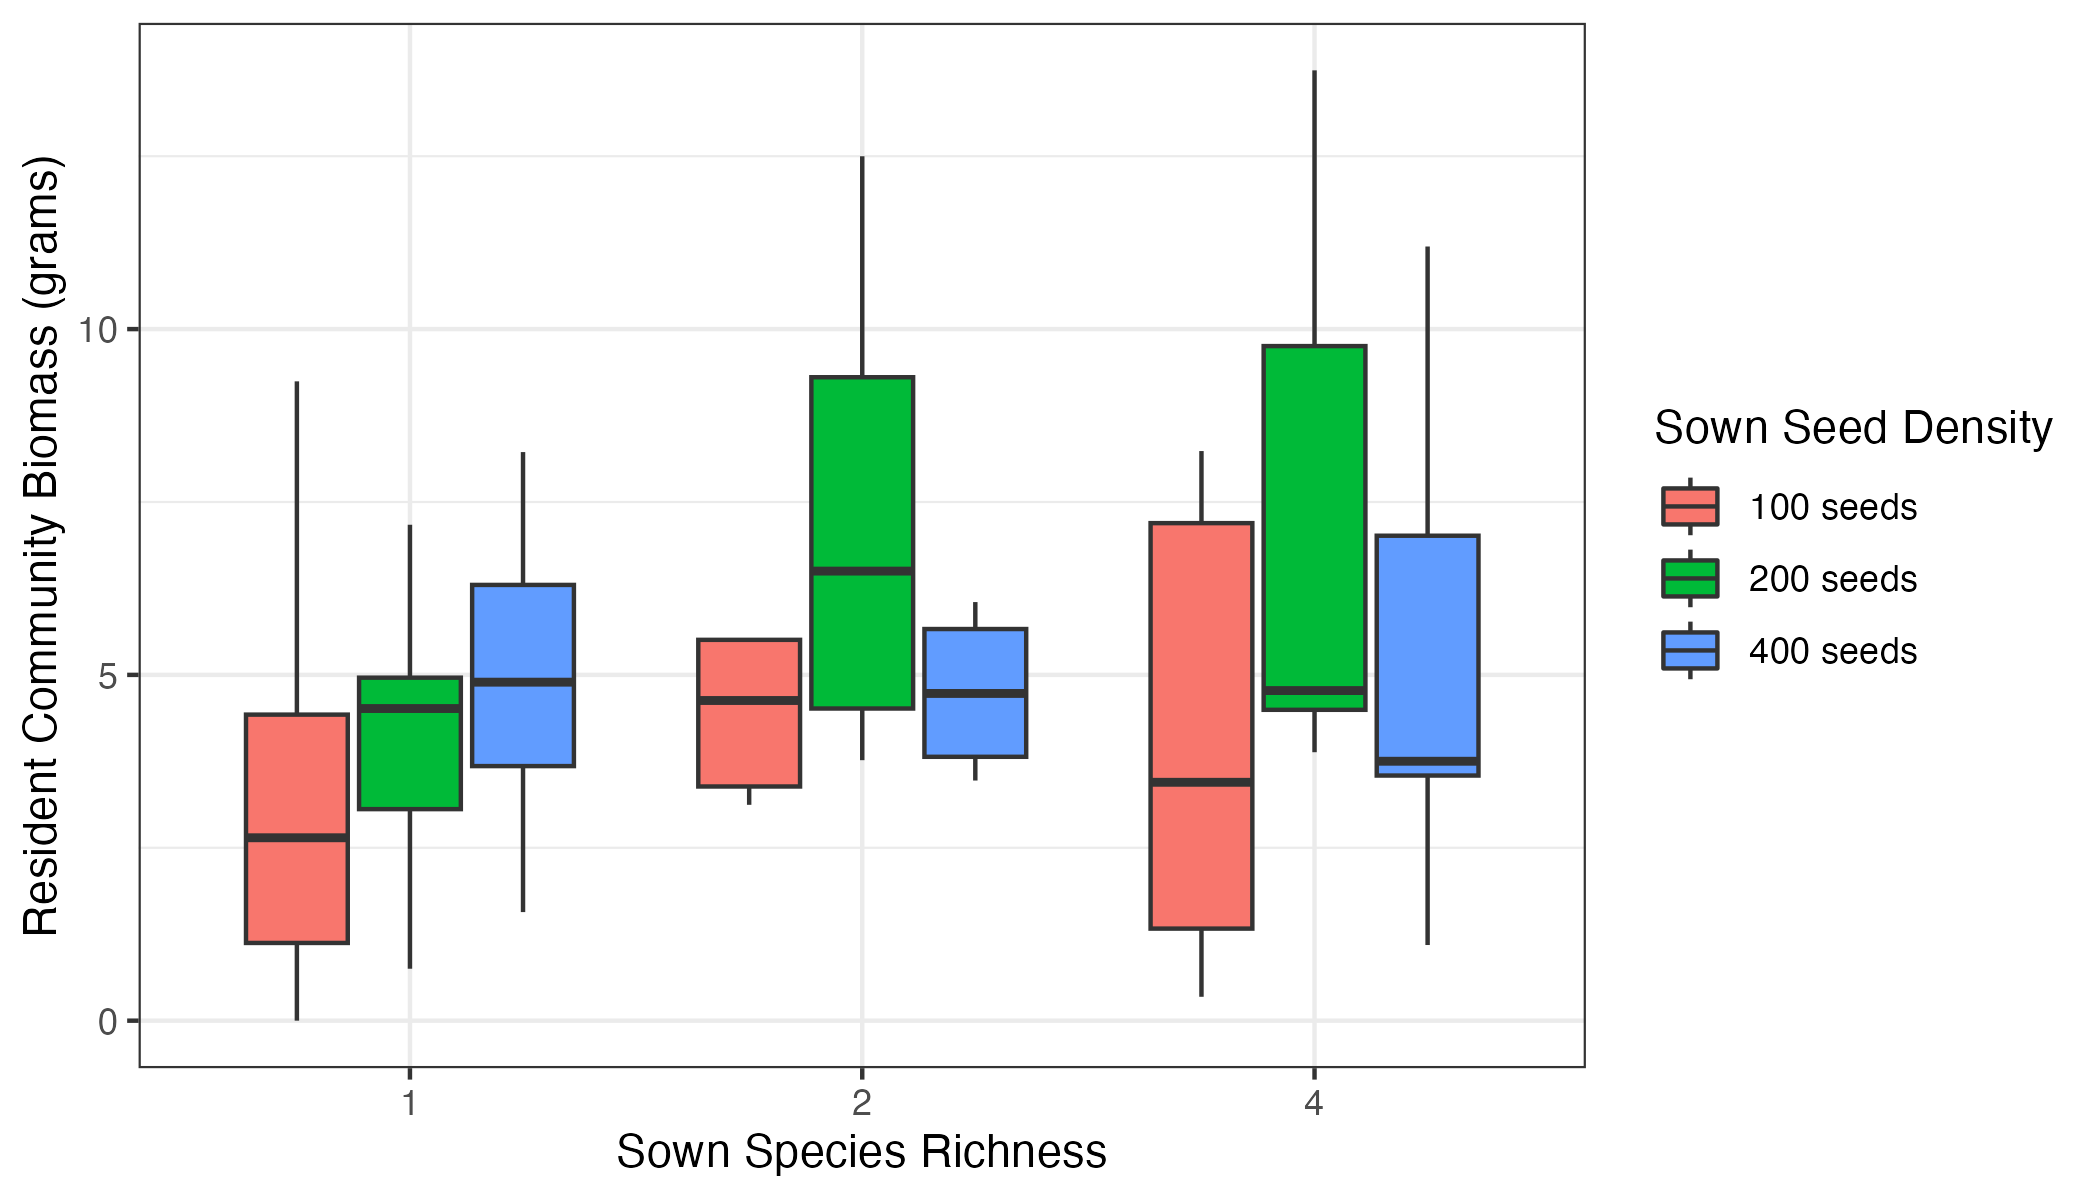 Resident Community Biomass (grams)
10
5
0
1 2 4
Sown Species Richness
Sown Seed Density
100 seeds
200 seeds
400 seeds